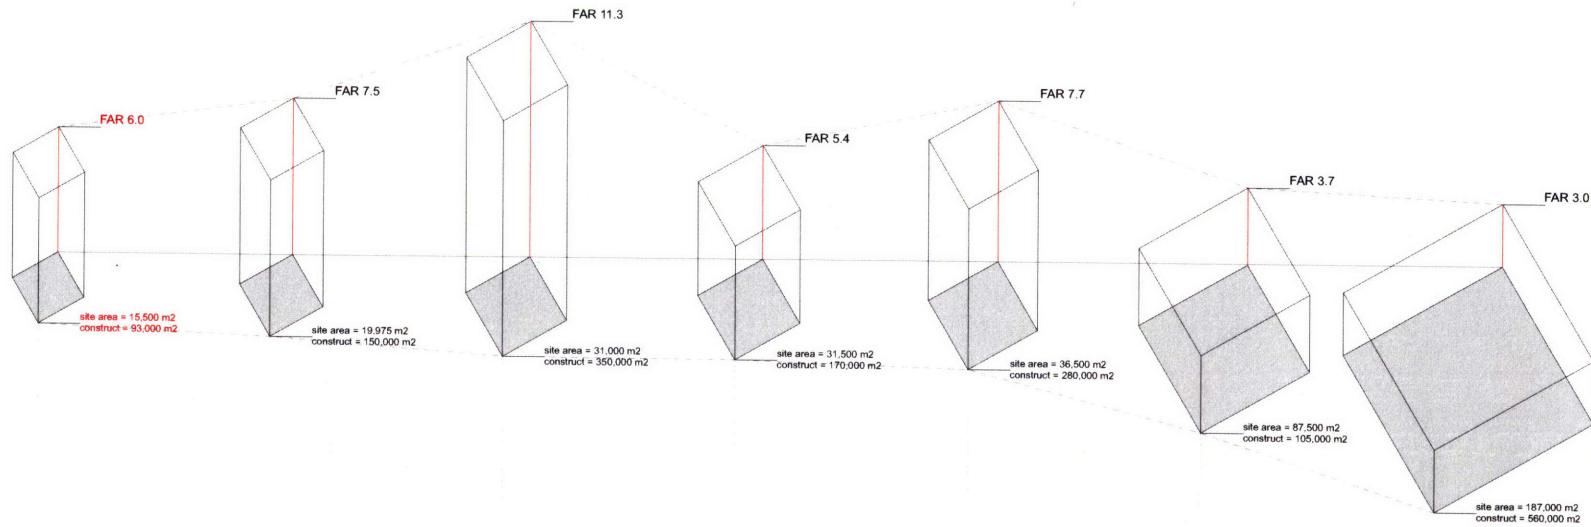 FAR 6.0
FAR 7.5
FAR 11.3
FAR 5.4
FAR 7.7
FAR 3.7
FAR 3.0
site area = 15,500 m2
construct = 93,000 m2
site area = 19,975 m2
construct = 150,000 m2
site area = 31,000 m2
construct = 350,000 m2
site area = 31,500 m2
construct = 170,000 m2
site area = 36,500 m2
construct = 280,000 m2
site area = 87,500 m2
construct = 105,000 m2
site area = 187,000 m2
construct = 560,000 m2